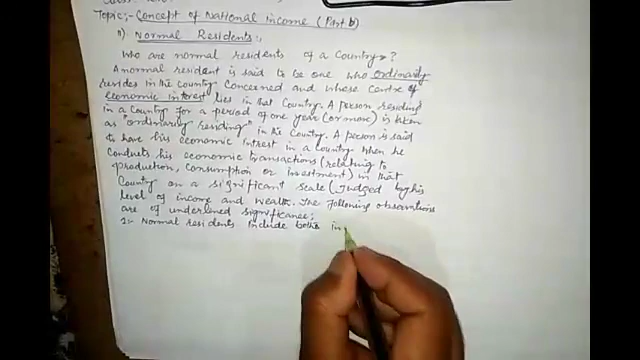 Topic:- Concept of National Income (Part b)
Normal Residents:,
Who are normal residents of a Country?
A normal resident is said to be one who ordinarily
resides in the Country Concerned and whose centre of
economic interest lies in that Country. A person residing
in a Country for a period of one year (or more) is taken
as "ordinarily residing" in the Country. A person is said
to have his economic interest in a country when he
Conducts his economic transactions (relating to
production, Consumption or investment) in that
Country on a significant scale (judged by his
level of income and wealth. The following observations
are of underlined significance;
1:- Normal residents include both in